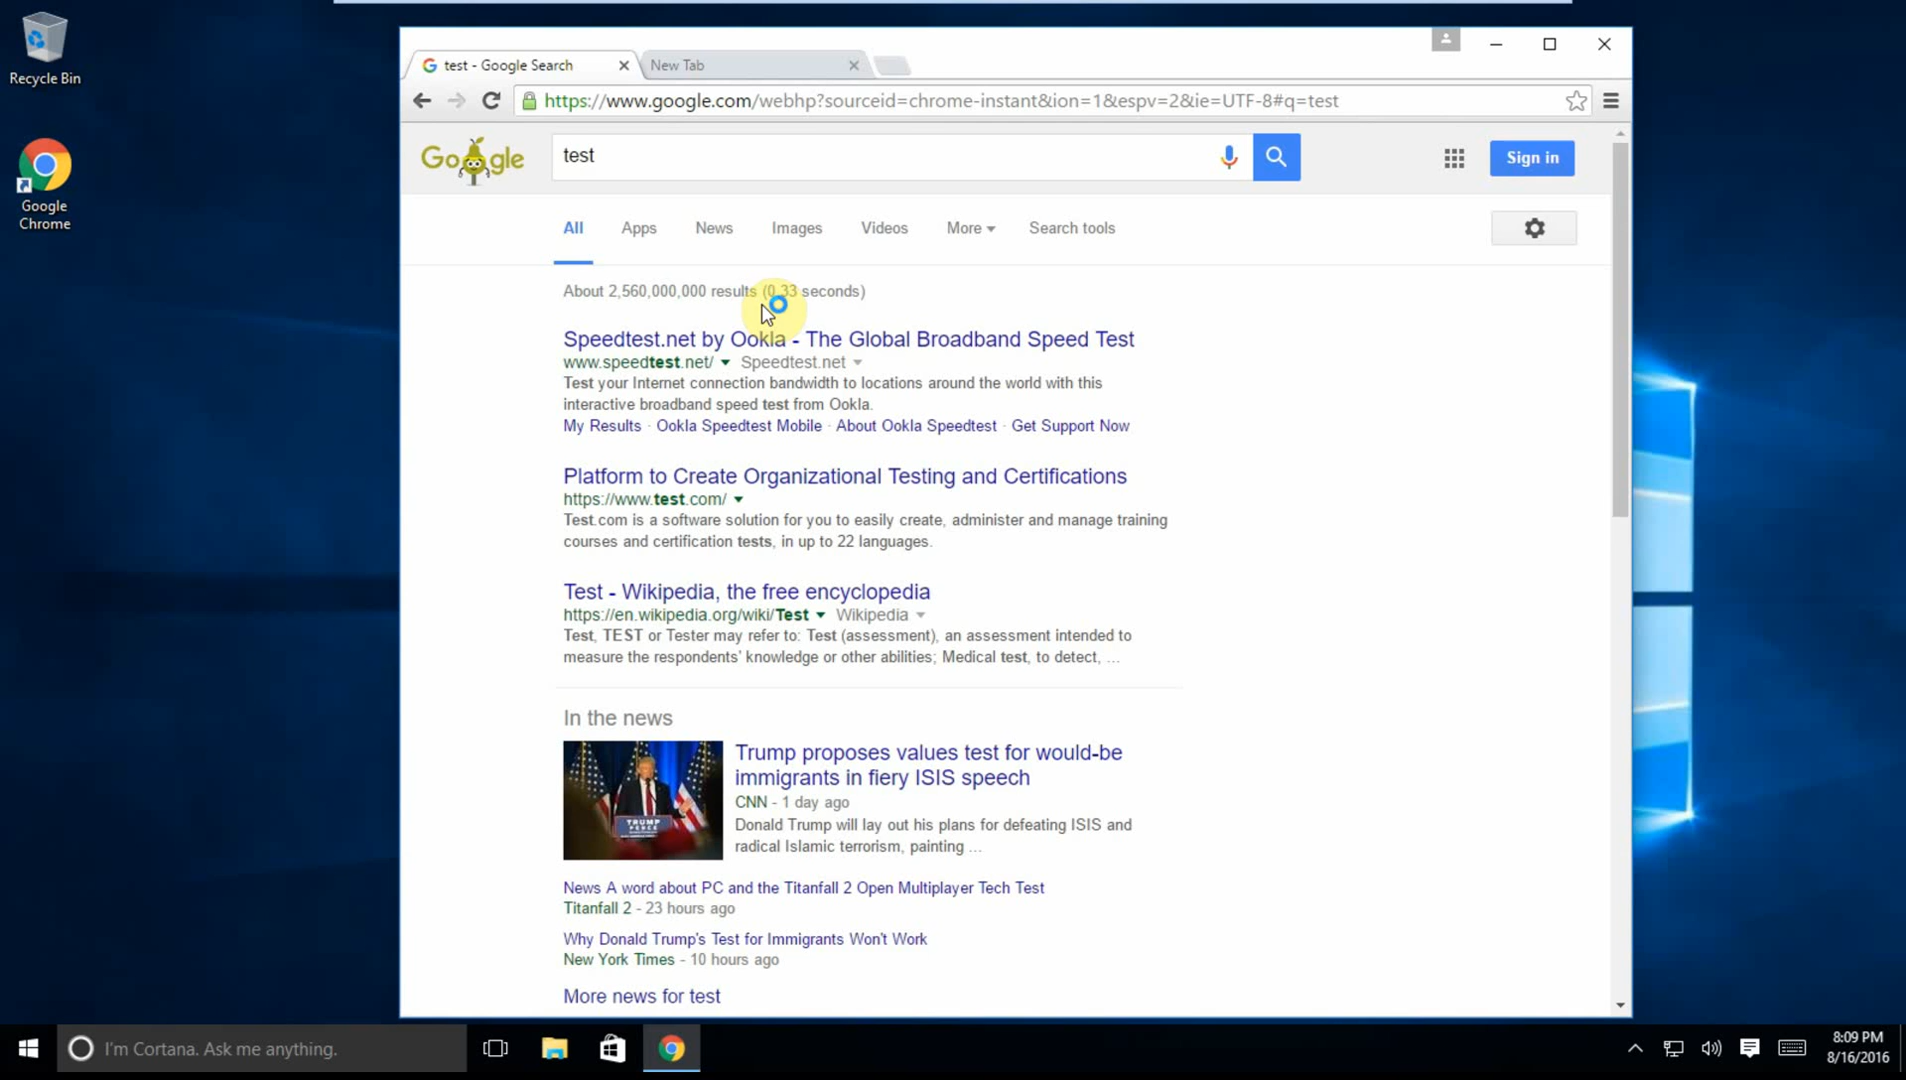 Recycle Bin
Google
Chrome
test - Google Search
New Tab
https://www.google.com/webhp?sourceid=chrome-instant&ion=1&espv=2&ie=UTF-8#q=test
Google
test
Sign in
All Apps News Images Videos More Search tools
About 2,560,000,000 results (0.33 seconds)
Speedtest.net by Ookla - The Global Broadband Speed Test
www.speedtest.net/ Speedtest.net
Test your Internet connection bandwidth to locations around the world with this
interactive broadband speed test from Ookla.
My Results · Ookla Speedtest Mobile · About Ookla Speedtest · Get Support Now
Platform to Create Organizational Testing and Certifications
https://www.test.com/
Test.com is a software solution for you to easily create, administer and manage training
courses and certification tests, in up to 22 languages.
Test - Wikipedia, the free encyclopedia
https://en.wikipedia.org/wiki/Test Wikipedia
Test, TEST or Tester may refer to: Test (assessment), an assessment intended to
measure the respondents' knowledge or other abilities; Medical test, to detect, ...
In the news
TRUMP
PENCE
Trump proposes values test for would-be
immigrants in fiery ISIS speech
CNN - 1 day ago
Donald Trump will lay out his plans for defeating ISIS and
radical Islamic terrorism, painting ...
News A word about PC and the Titanfall 2 Open Multiplayer Tech Test
Titanfall 2 - 23 hours ago
Why Donald Trump's Test for Immigrants Won't Work
New York Times - 10 hours ago
More news for test
I'm Cortana. Ask me anything.
8:09 PM
8/16/2016